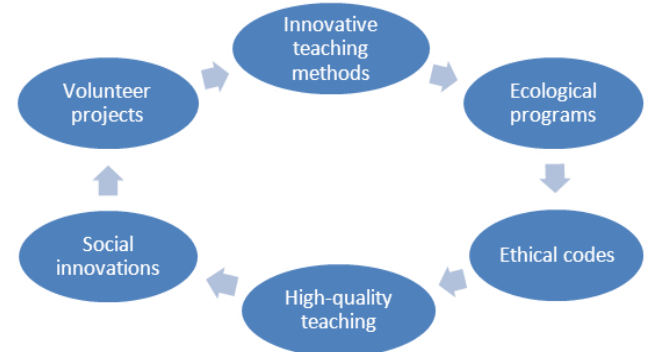 Innovative
teaching
methods
Ecological
programs
Ethical codes
High-quality
teaching
Social
innovations
Volunteer
projects